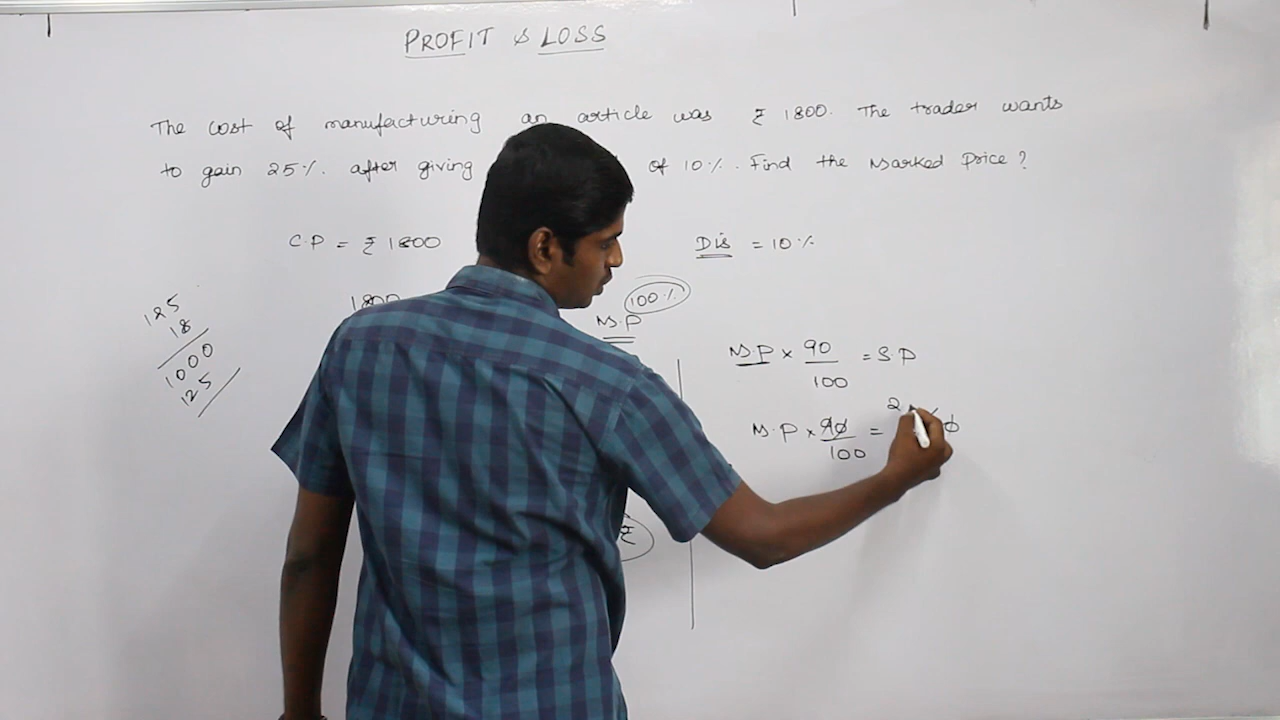 PROFIT & LOSS
The cost of manufacturing an article was ₹ 1800. The trader wants
to gain 25%. after giving of 10%. Find the Marked Price?
C.P = ₹ 1800 Dis = 10%
1800
100%
M.P
125
18
1000
125
M.P × 90/100 = S.P
2
M.P × 90/100 =
₹